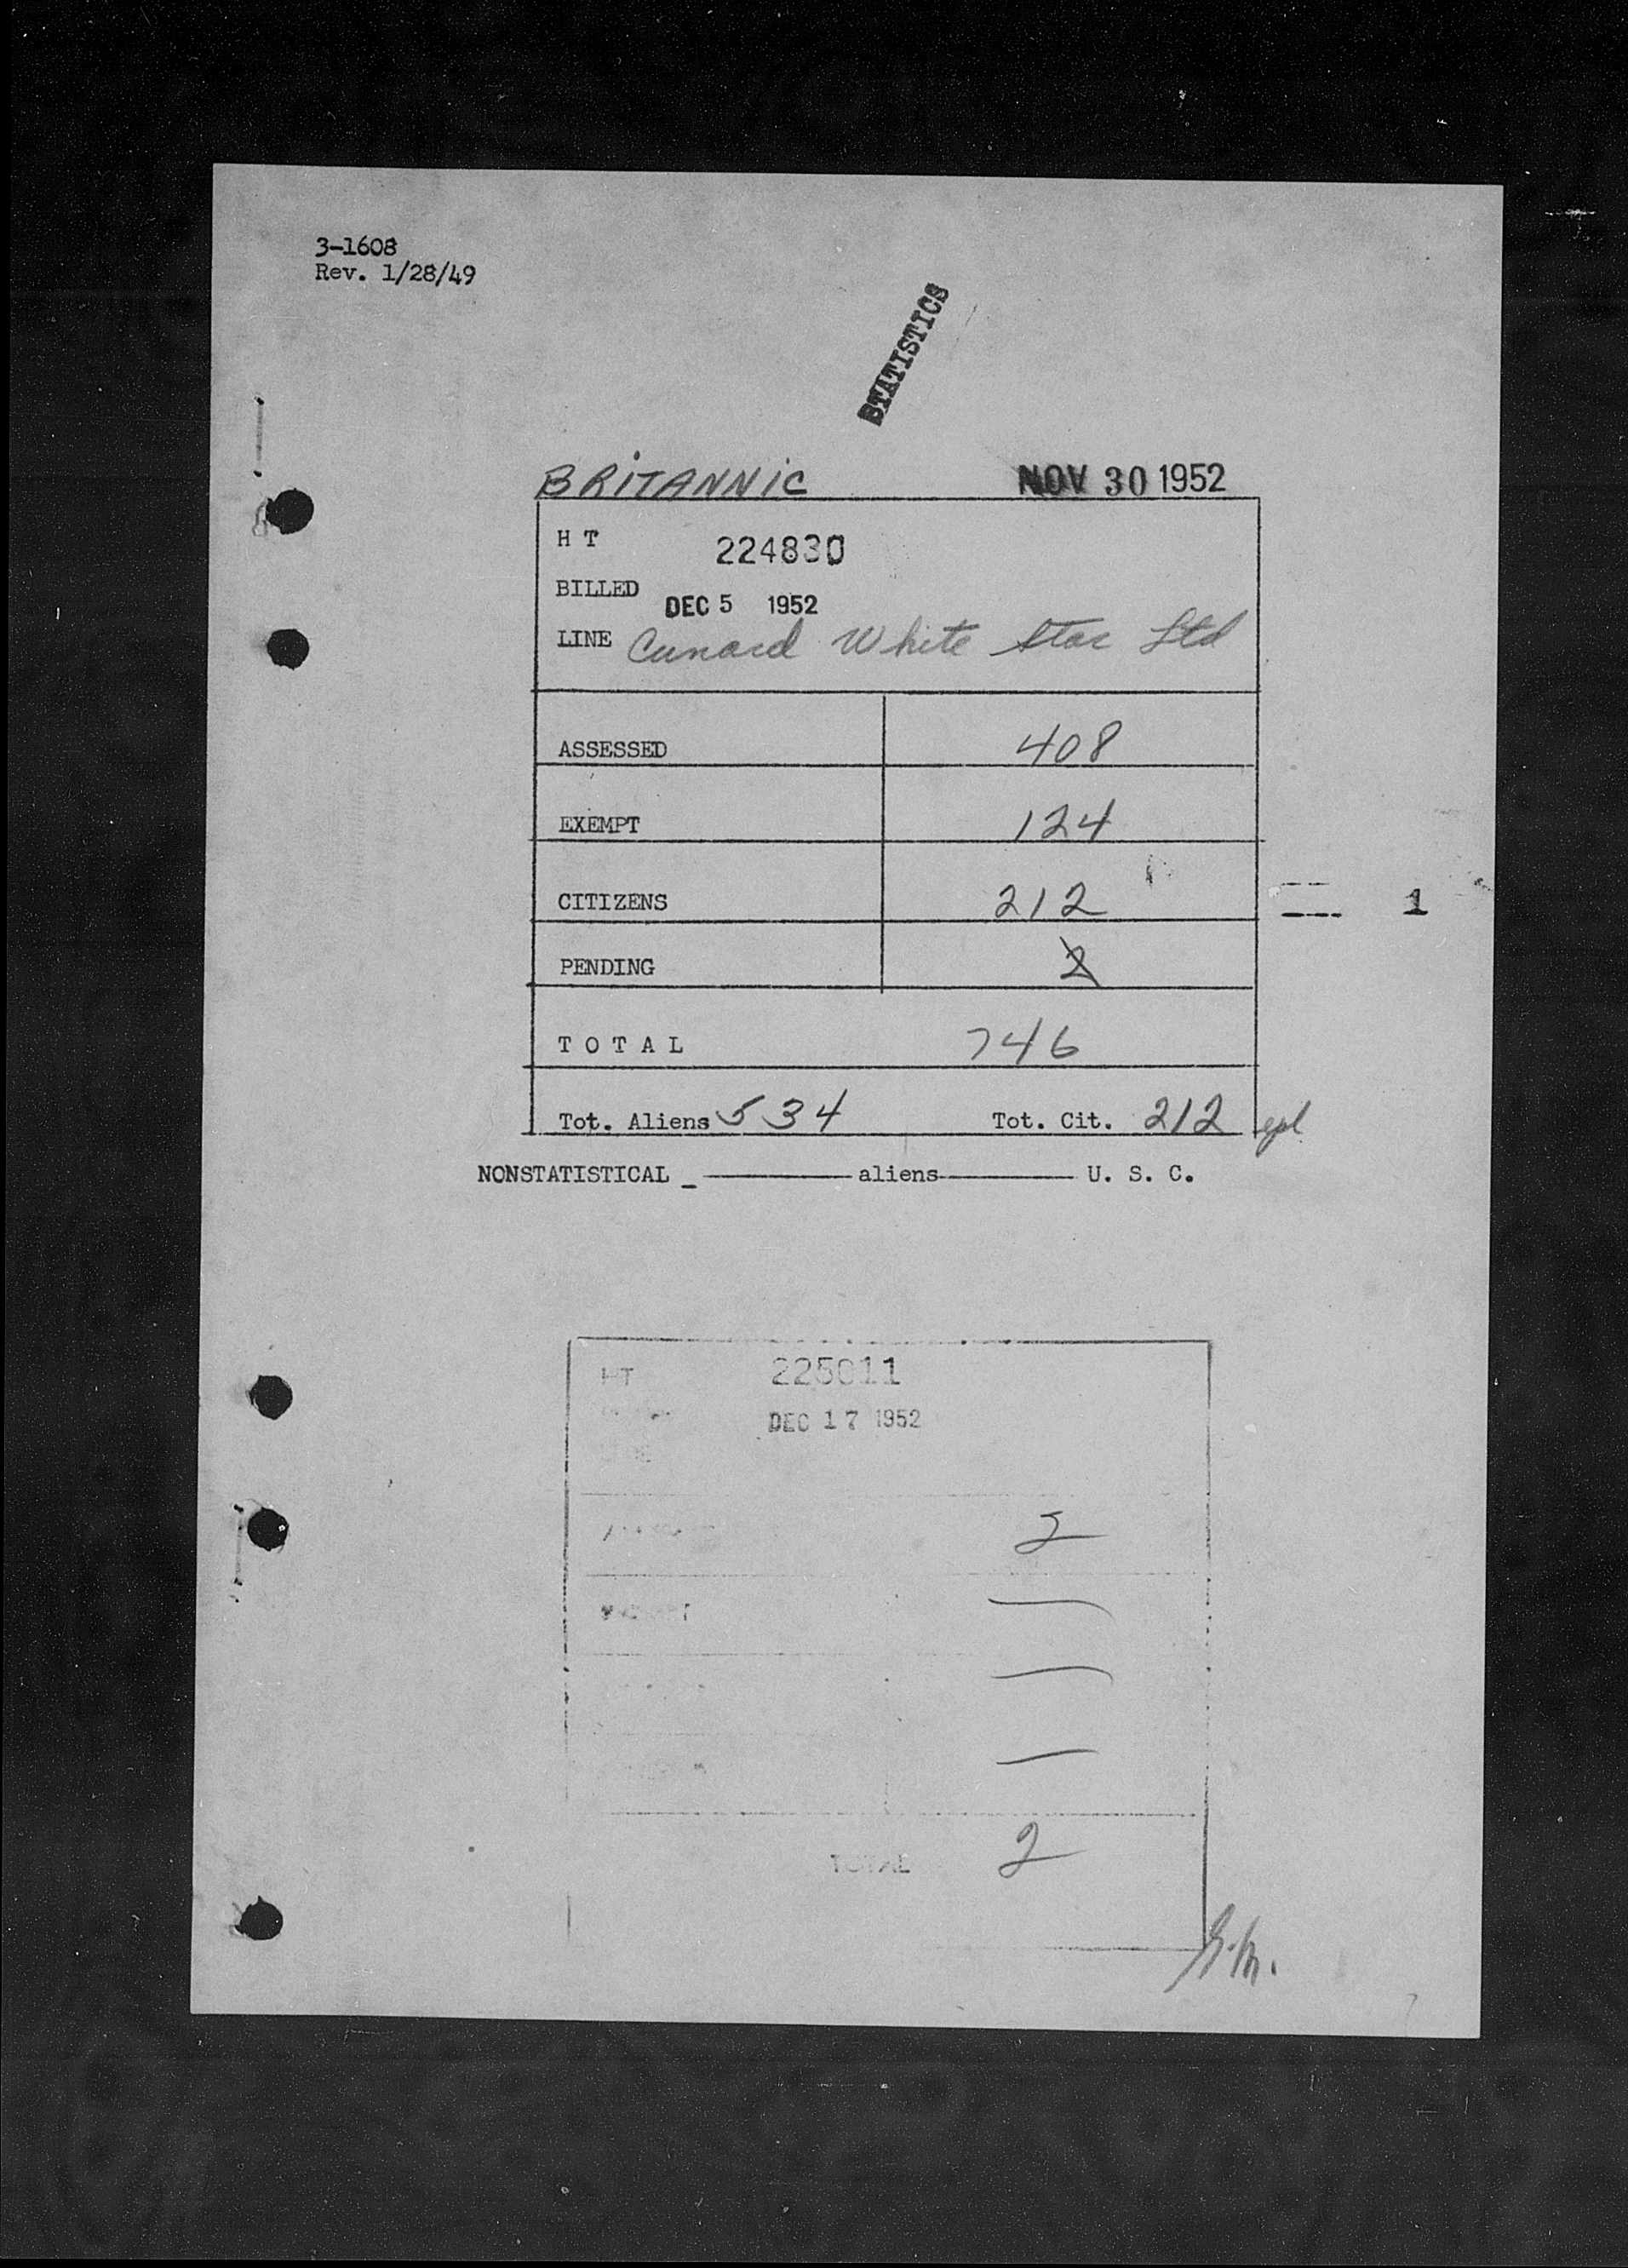 3-1608
Rev. 1/28/49
STATISTICS
BRITANNIC NOV 30 1952
H T 224830
BILLED DEC 5 1952
LINE Cunard White Star Ltd
ASSESSED 408
EXEMPT 124
CITIZENS 212 1
PENDING 2
T O T A L 746
Tot. Aliens 534 Tot. Cit. 212
NONSTATISTICAL _ ———— aliens ———— U. S. C.
HT 225011
DEC 17 1952
2
—
—
—
TOTAL 2